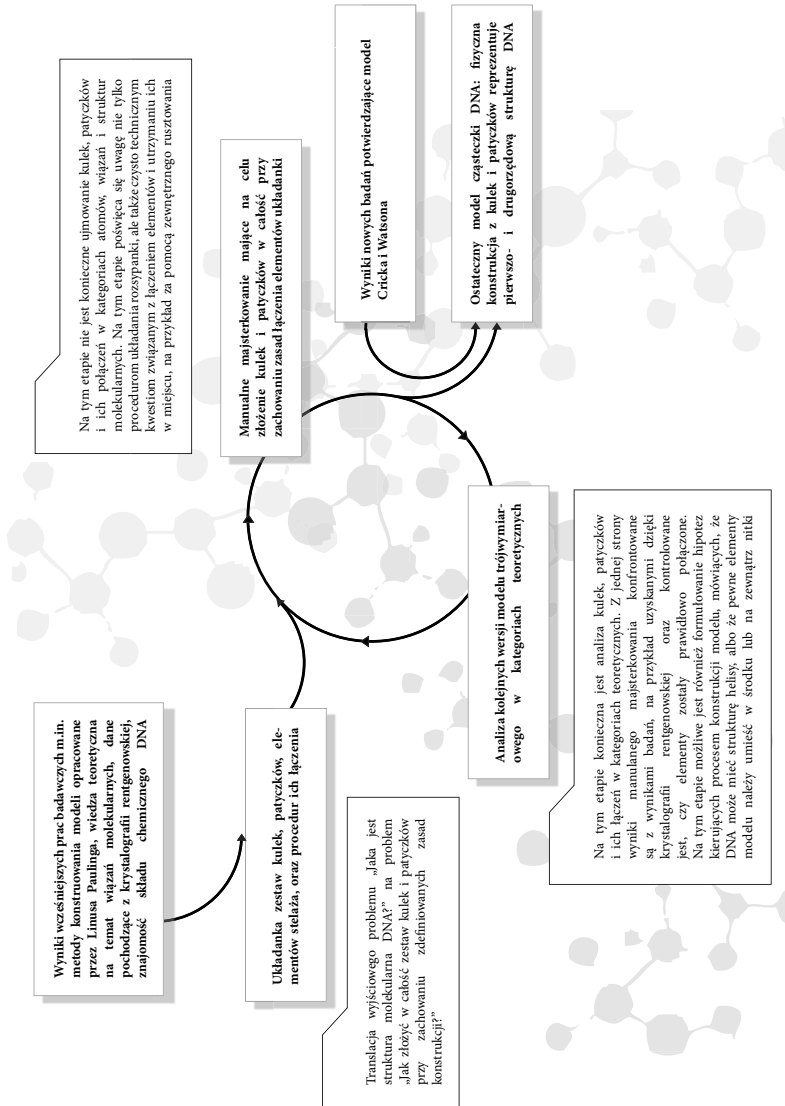 Wyniki wcześniejszych prac badawczych m.in.
metody konstruowania modeli opracowane
przez Linusa Paulinga, wiedza teoretyczna
na temat wiązań molekularnych, dane
pochodzące z krystalografii rentgenowskiej,
znajomość składu chemicznego DNA
Układanka zestaw kulek, patyczków, ele-
mentów stelaża, oraz procedur ich łączenia
Translacja wyjściowego problemu „Jaka jest
struktura molekularna DNA?” na problem
„Jak złożyć w całość zestaw kulek i patyczków
przy zachowaniu zdefiniowanych zasad
konstrukcji?”
Na tym etapie nie jest konieczne ujmowanie kulek, patyczków
i ich połączeń w kategoriach atomów, wiązań i struktur
molekularnych. Na tym etapie poświęca się uwagę nie tylko
procedurom układania rozsypanki, ale także czysto technicznym
kwestiom związanym z łączeniem elementów i utrzymaniu ich
w miejscu, na przykład za pomocą zewnętrznego rusztowania
Manualne majsterkowanie mające na celu
złożenie kulek i patyczków w całość przy
zachowaniu zasad łączenia elementów układanki
Analiza kolejnych wersji modelu trójwymiar-
owego w kategoriach teoretycznych
Na tym etapie konieczna jest analiza kulek, patyczków
i ich łączeń w kategoriach teoretycznych. Z jednej strony
wyniki manulanego majsterkowania konfrontowane
są z wynikami badań, na przykład uzyskanymi dzięki
krystalografii rentgenowskiej oraz kontrolowane
jest, czy elementy zostały prawidłowo połączone.
Na tym etapie możliwe jest również formułowanie hipotez
kierujących procesem konstrukcji modelu, mówiących, że
DNA może mieć strukturę helisy, albo że pewne elementy
modelu należy umieść w środku lub na zewnątrz nitki
Wyniki nowych badań potwierdzające model
Cricka i Watsona
Ostateczny model cząsteczki DNA: fizyczna
konstrukcja z kulek i patyczków reprezentuje
pierwszo- i drugorzędową strukturę DNA